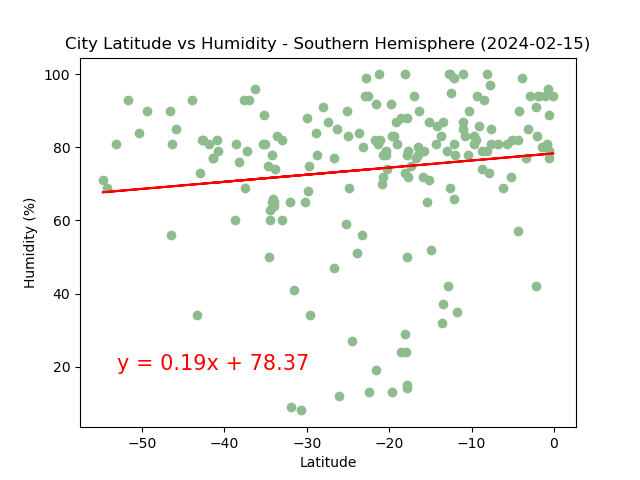 City Latitude vs Humidity - Southern Hemisphere (2024-02-15)
100
80
60
40
20
Humidity (%)
y = 0.19x + 78.37
−50 −40 −30 −20 −10 0
Latitude